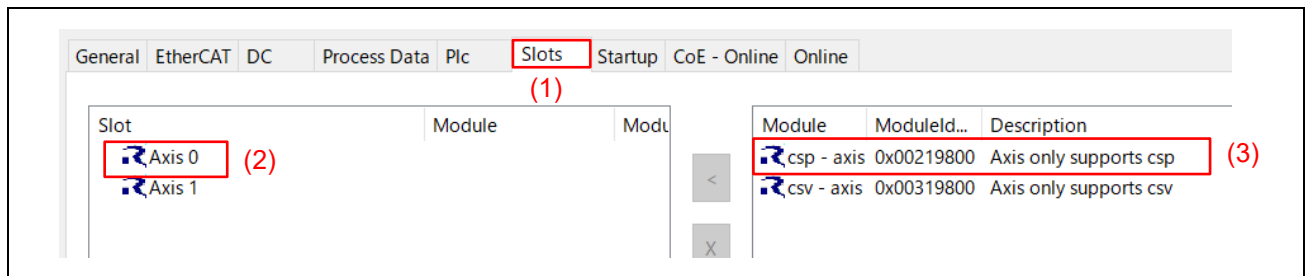 General EtherCAT DC Process Data Plc Slots Startup CoE - Online Online
(1)
Slot Module Modu
Module ModuleId... Description
Axis 0 (2)
csp - axis 0x00219800 Axis only supports csp (3)
Axis 1
<
csv - axis 0x00319800 Axis only supports csv
X